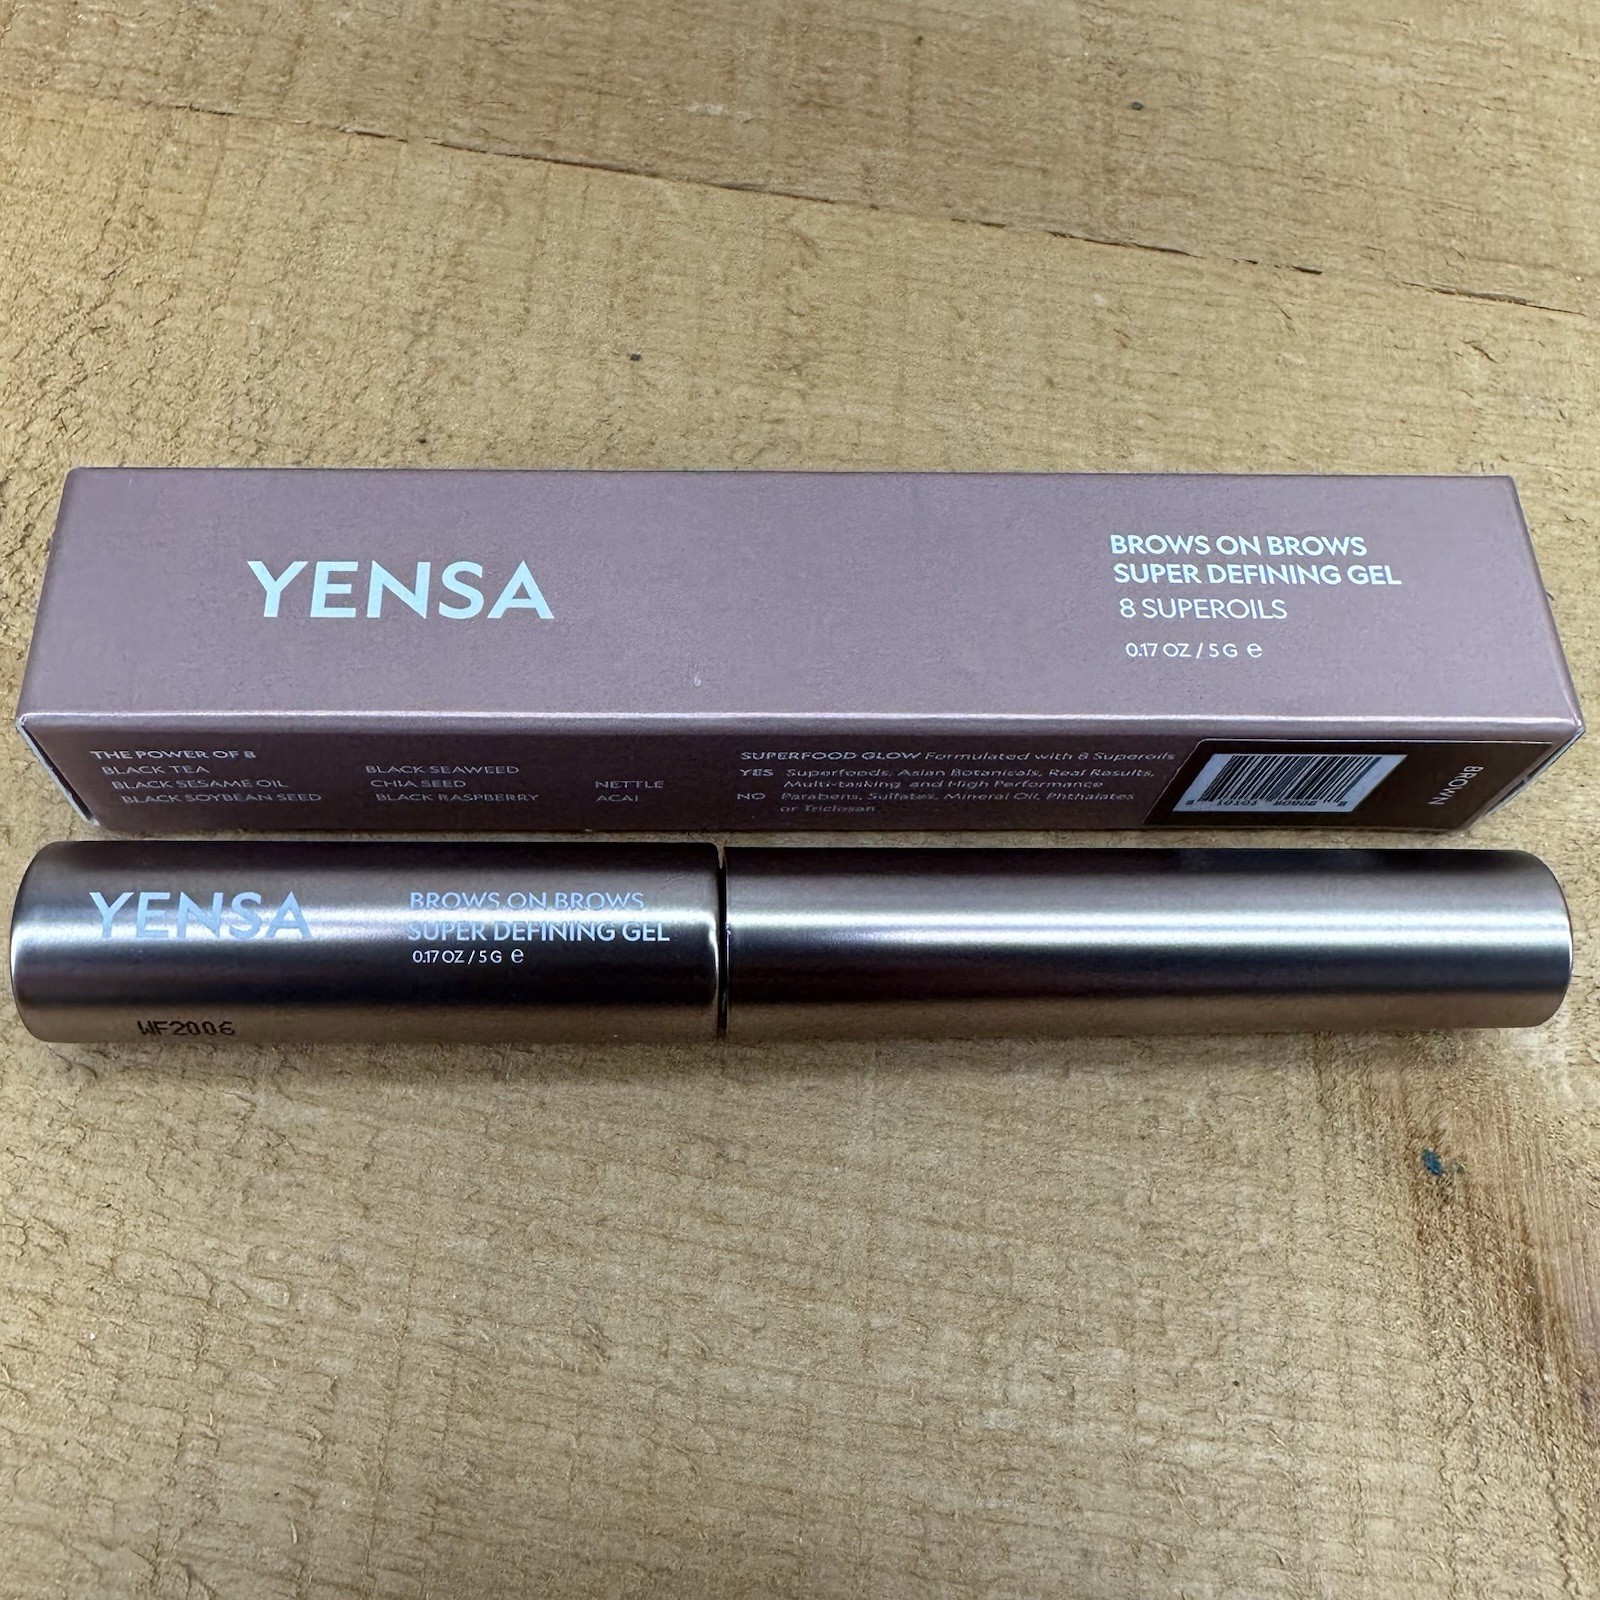 YENSA
BROWS ON BROWS
SUPER DEFINING GEL
8 SUPEROILS
0.17 OZ / 5 G ℮
THE POWER OF 8
BLACK TEA
BLACK SESAME OIL
BLACK SOYBEAN SEED
BLACK SEAWEED
CHIA SEED
BLACK RASPBERRY
NETTLE
ACAI
SUPERFOOD GLOW Formulated with 8 Superoils
YES Superfoods, Asian Botanicals, Real Results,
Multi-tasking, and High Performance
NO Parabens, Sulfates, Mineral Oil, Phthalates
or Triclosan
BROWN
YENSA
BROWS ON BROWS
SUPER DEFINING GEL
0.17 OZ / 5 G ℮
WF2006